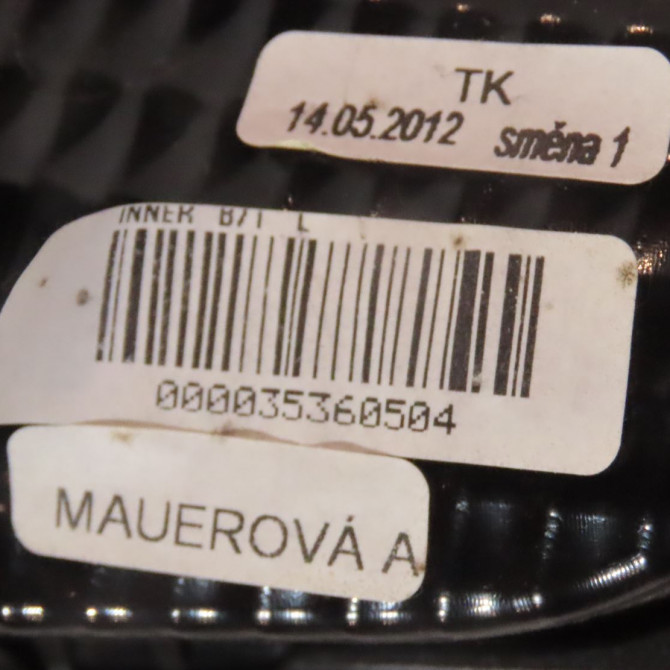 TK
14.05.2012 směna 1
INNER B/T L
000035360504
MAUEROVÁ A